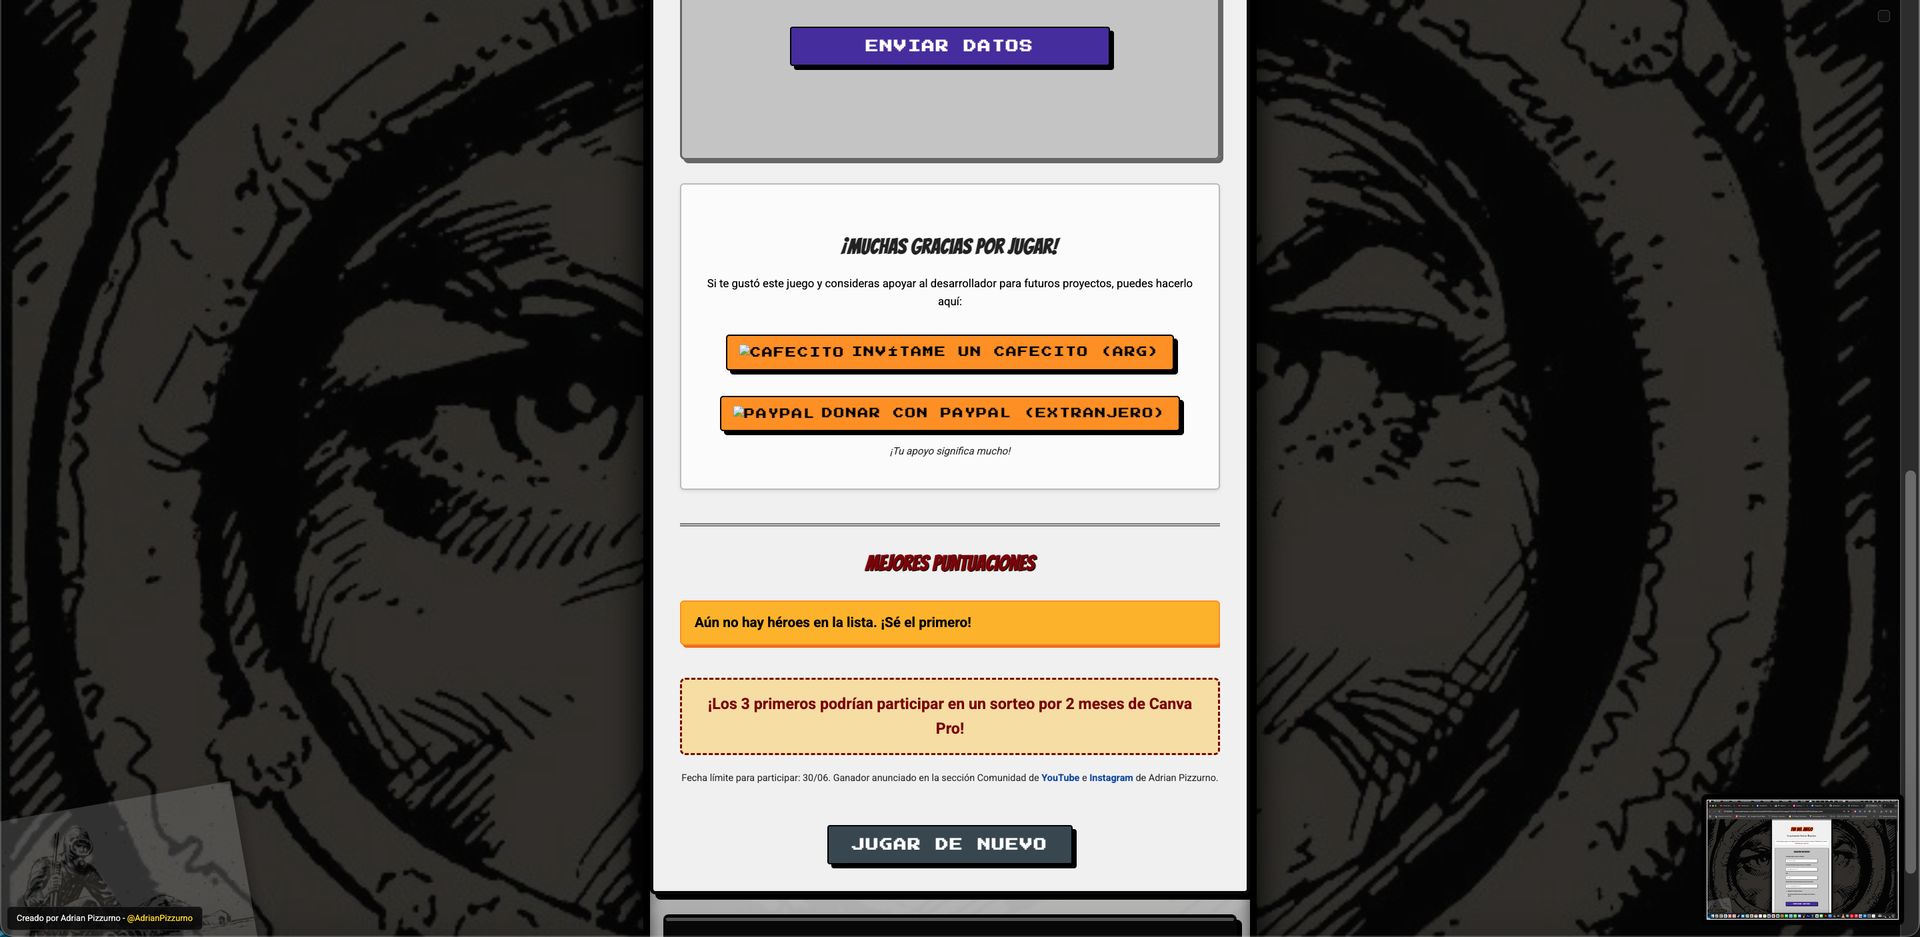 ENVIAR DATOS
¡MUCHAS GRACIAS POR JUGAR!
Si te gustó este juego y consideras apoyar al desarrollador para futuros proyectos, puedes hacerlo
aquí:
CAFECITO INVíTAME UN CAFECITO (ARG)
PAYPAL DONAR CON PAYPAL (EXTRANJERO)
¡Tu apoyo significa mucho!
MEJORES PUNTUACIONES
Aún no hay héroes en la lista. ¡Sé el primero!
¡Los 3 primeros podrían participar en un sorteo por 2 meses de Canva
Pro!
Fecha límite para participar: 30/06. Ganador anunciado en la sección Comunidad de YouTube e Instagram de Adrian Pizzurno.
JUGAR DE NUEVO
Creado por Adrian Pizzurno - @AdrianPizzurno